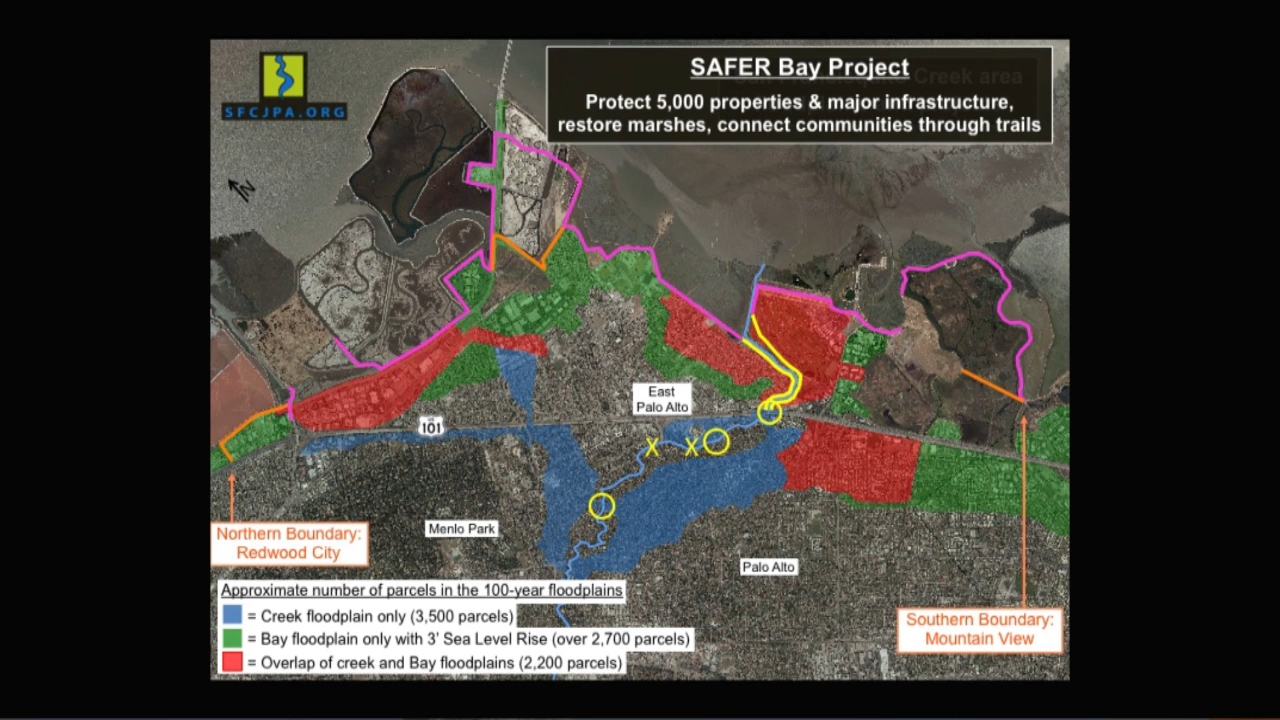 SFCJPA.ORG
SAFER Bay Project
Protect 5,000 properties & major infrastructure,
restore marshes, connect communities through trails
N
East
Palo Alto
101
X X
Menlo Park
Palo Alto
Northern Boundary:
Redwood City
Southern Boundary:
Mountain View
Approximate number of parcels in the 100-year floodplains
= Creek floodplain only (3,500 parcels)
= Bay floodplain only with 3' Sea Level Rise (over 2,700 parcels)
= Overlap of creek and Bay floodplains (2,200 parcels)